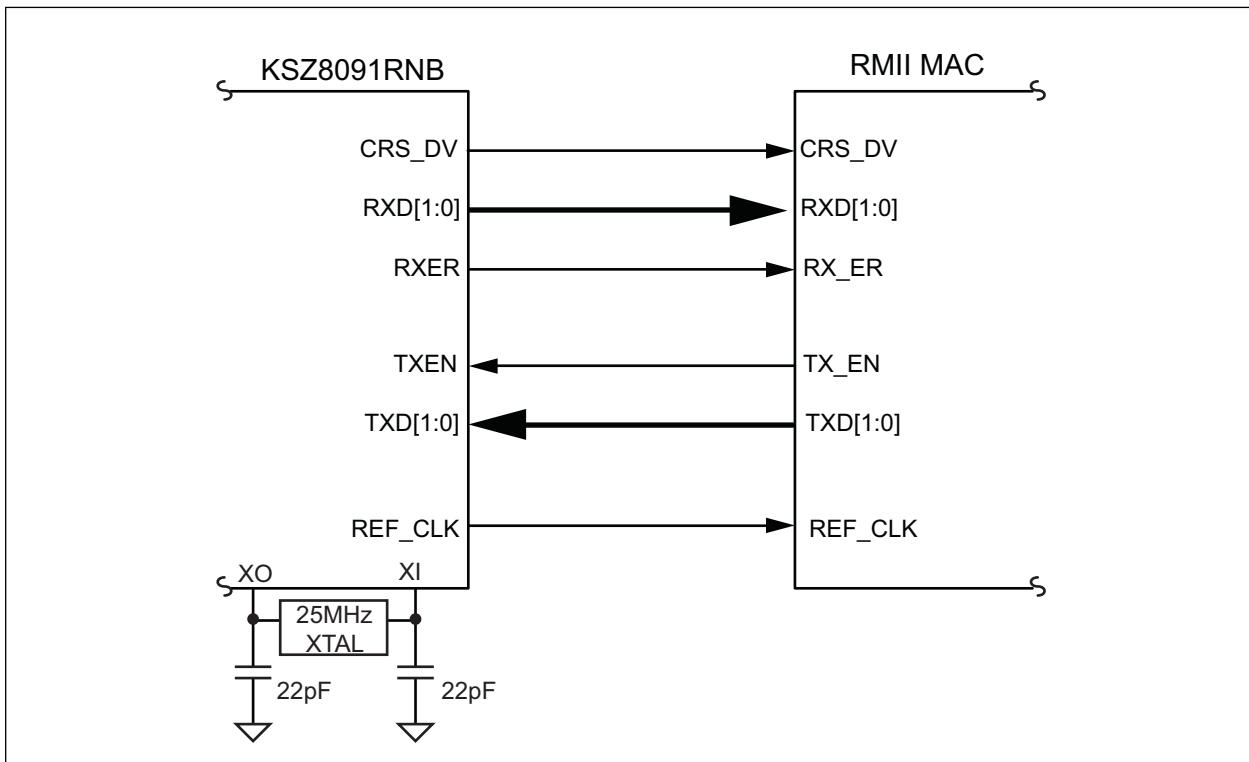 KSZ8091RNB
RMII MAC
CRS_DV
CRS_DV
RXD[1:0]
RXD[1:0]
RXER
RX_ER
TXEN
TX_EN
TXD[1:0]
TXD[1:0]
REF_CLK
REF_CLK
XO
XI
25MHz
XTAL
22pF
22pF